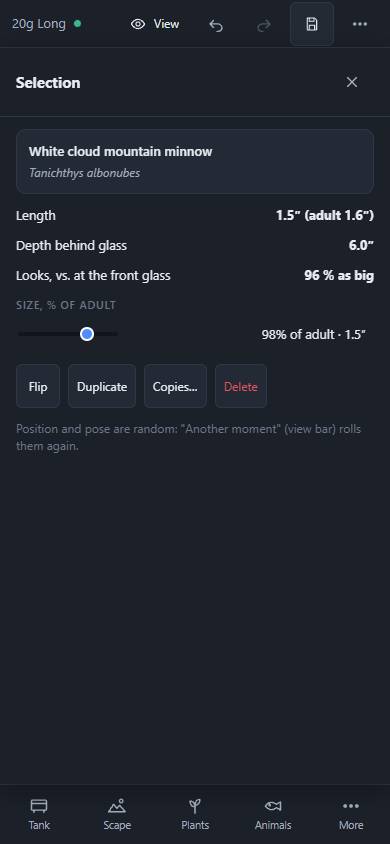 20g Long
View
Selection
White cloud mountain minnow
Tanichthys albonubes
Length 1.5″ (adult 1.6″)
Depth behind glass 6.0″
Looks, vs. at the front glass 96 % as big
SIZE, % OF ADULT
98% of adult · 1.5″
Flip Duplicate Copies... Delete
Position and pose are random: "Another moment" (view bar) rolls
them again.
Tank Scape Plants Animals More